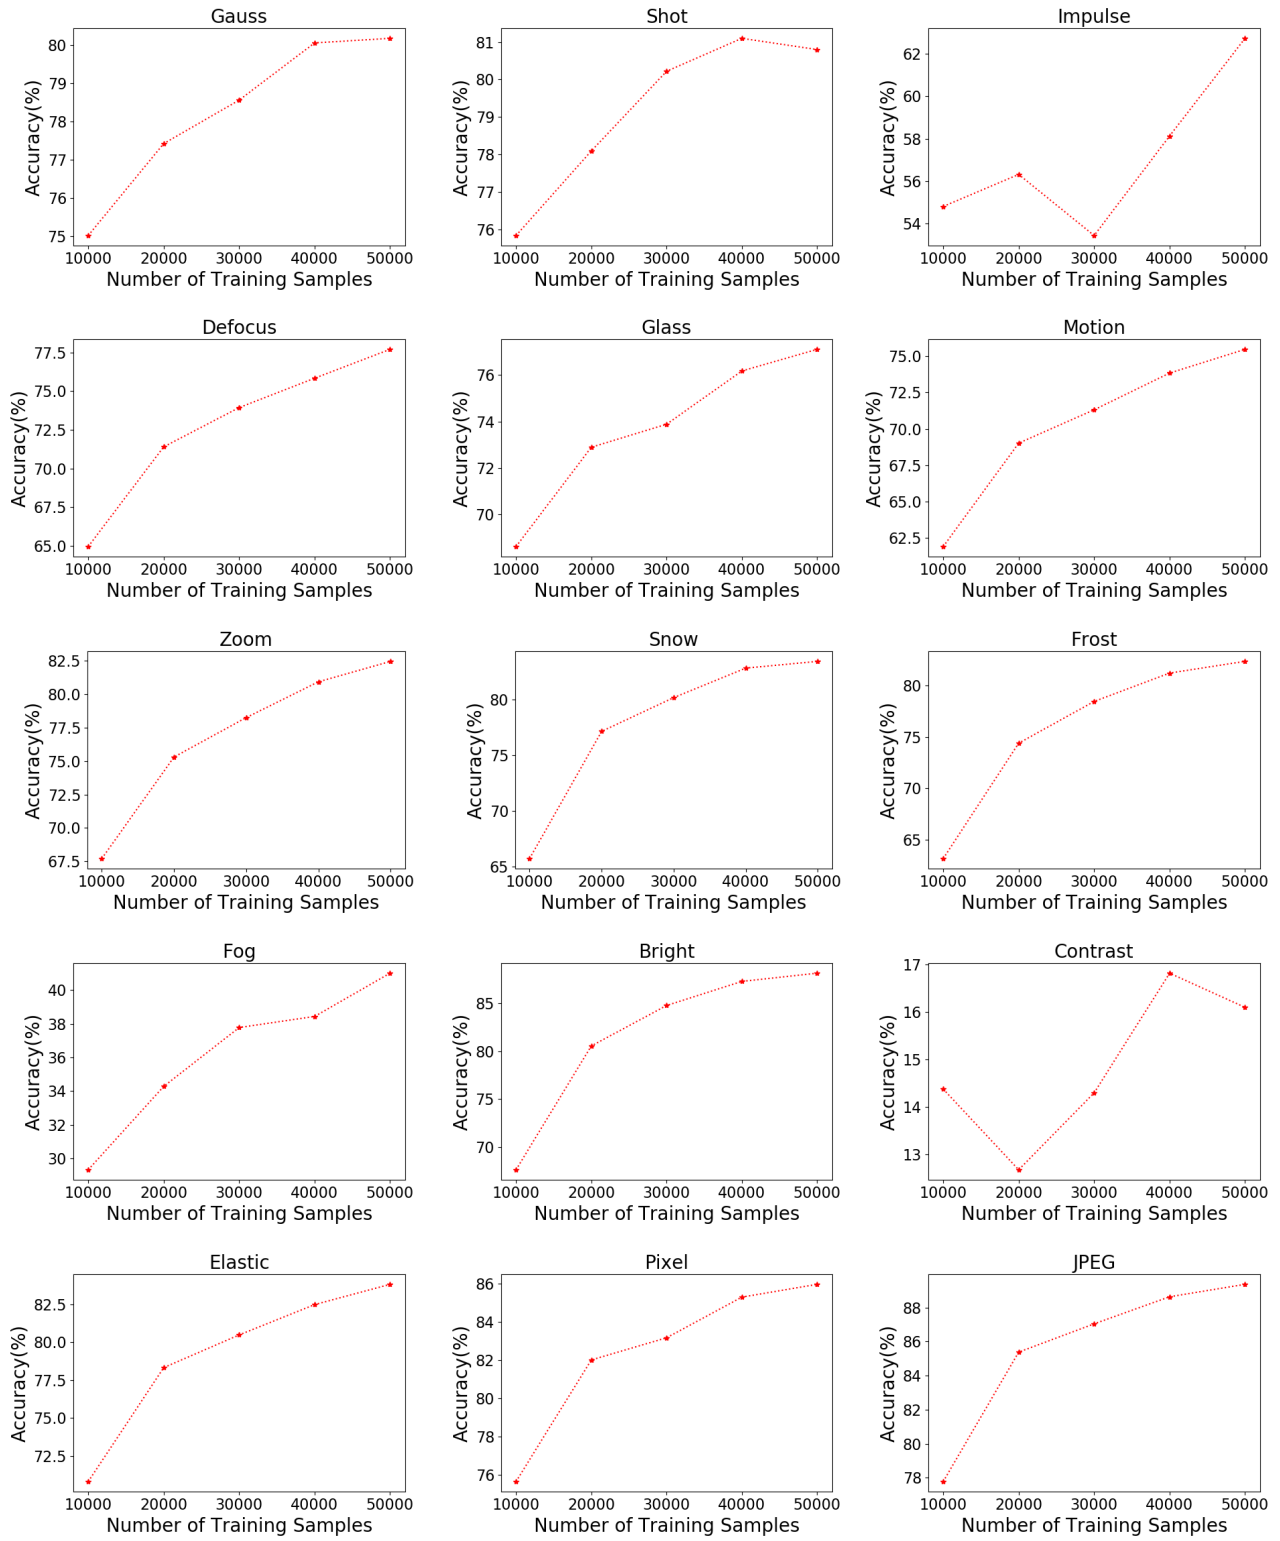 Gauss
Accuracy(%)
80
79
78
77
76
75
10000 20000 30000 40000 50000
Number of Training Samples
Shot
Accuracy(%)
81
80
79
78
77
76
10000 20000 30000 40000 50000
Number of Training Samples
Impulse
Accuracy(%)
62
60
58
56
54
10000 20000 30000 40000 50000
Number of Training Samples
Defocus
Accuracy(%)
77.5
75.0
72.5
70.0
67.5
65.0
10000 20000 30000 40000 50000
Number of Training Samples
Glass
Accuracy(%)
76
74
72
70
10000 20000 30000 40000 50000
Number of Training Samples
Motion
Accuracy(%)
75.0
72.5
70.0
67.5
65.0
62.5
10000 20000 30000 40000 50000
Number of Training Samples
Zoom
Accuracy(%)
82.5
80.0
77.5
75.0
72.5
70.0
67.5
10000 20000 30000 40000 50000
Number of Training Samples
Snow
Accuracy(%)
80
75
70
65
10000 20000 30000 40000 50000
Number of Training Samples
Frost
Accuracy(%)
80
75
70
65
10000 20000 30000 40000 50000
Number of Training Samples
Fog
Accuracy(%)
40
38
36
34
32
30
10000 20000 30000 40000 50000
Number of Training Samples
Bright
Accuracy(%)
85
80
75
70
10000 20000 30000 40000 50000
Number of Training Samples
Contrast
Accuracy(%)
17
16
15
14
13
10000 20000 30000 40000 50000
Number of Training Samples
Elastic
Accuracy(%)
82.5
80.0
77.5
75.0
72.5
10000 20000 30000 40000 50000
Number of Training Samples
Pixel
Accuracy(%)
86
84
82
80
78
76
10000 20000 30000 40000 50000
Number of Training Samples
JPEG
Accuracy(%)
88
86
84
82
80
78
10000 20000 30000 40000 50000
Number of Training Samples